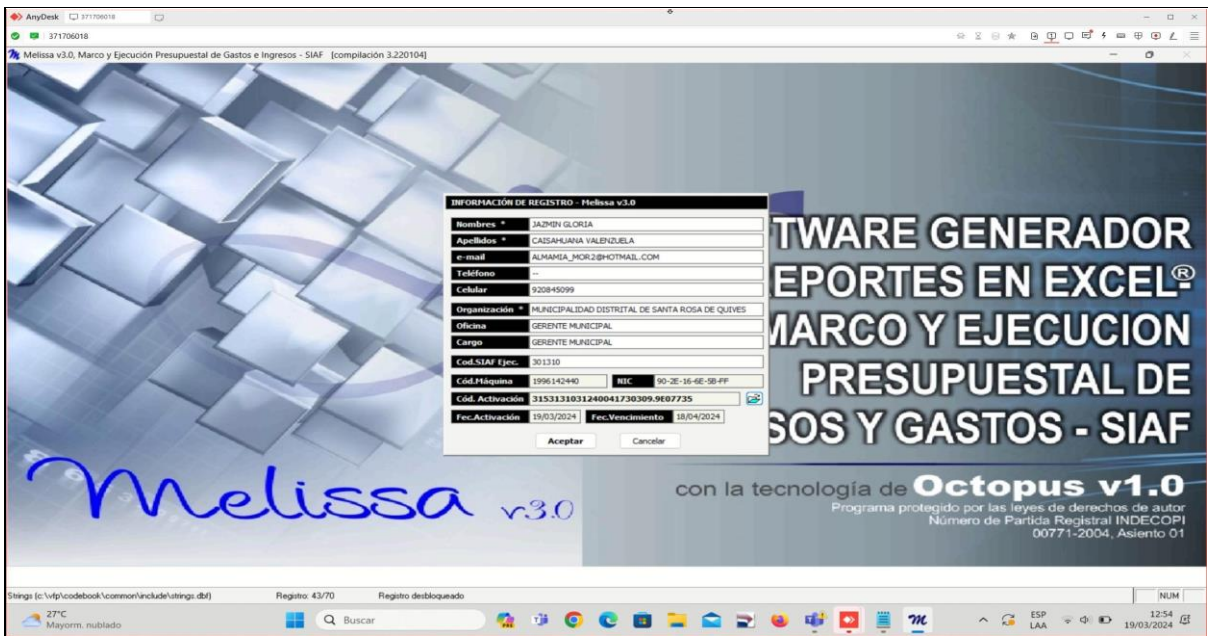 AnyDesk 371706018
371706018
Melissa v3.0, Marco y Ejecución Presupuestal de Gastos e Ingresos - SIAF [compilación 3.220104]
INFORMACIÓN DE REGISTRO - Melissa v3.0
Nombres * JAZMIN GLORIA
Apellidos * CAISAHUANA VALENZUELA
e-mail ALMAMIA_MOR2@HOTMAIL.COM
Teléfono --
Celular 920845099
Organización * MUNICIPALIDAD DISTRITAL DE SANTA ROSA DE QUIVES
Oficina GERENTE MUNICIPAL
Cargo GERENTE MUNICIPAL
Cod.SIAF Ejec. 301310
Cód.Máquina 1996142440 NIC 90-2E-16-6E-5B-FF
Cód. Activación 3153131031240041730309.9E07735
Fec.Activación 19/03/2024 Fec.Vencimiento 18/04/2024
Aceptar Cancelar
TWARE GENERADOR
EPORTES EN EXCEL®
MARCO Y EJECUCION
PRESUPUESTAL DE
SOS Y GASTOS - SIAF
Melissa v3.0
con la tecnología de Octopus v1.0
Programa protegido por las leyes de derechos de autor
Número de Partida Registral INDECOPI
00771-2004, Asiento 01
Strings (c:\vfp\codebook\common\include\strings.dbf) Registro: 43/70 Registro desbloqueado NUM
27°C
Mayorm. nublado
Buscar
ESP
LAA
12:54
19/03/2024